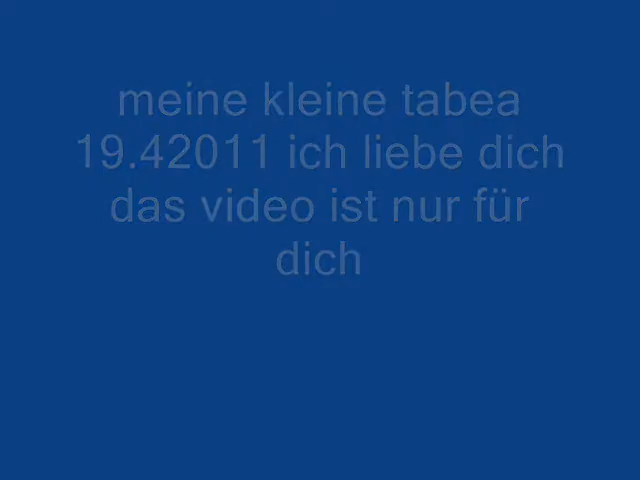 meine kleine tabea
19.42011 ich liebe dich
das video ist nur für
dich